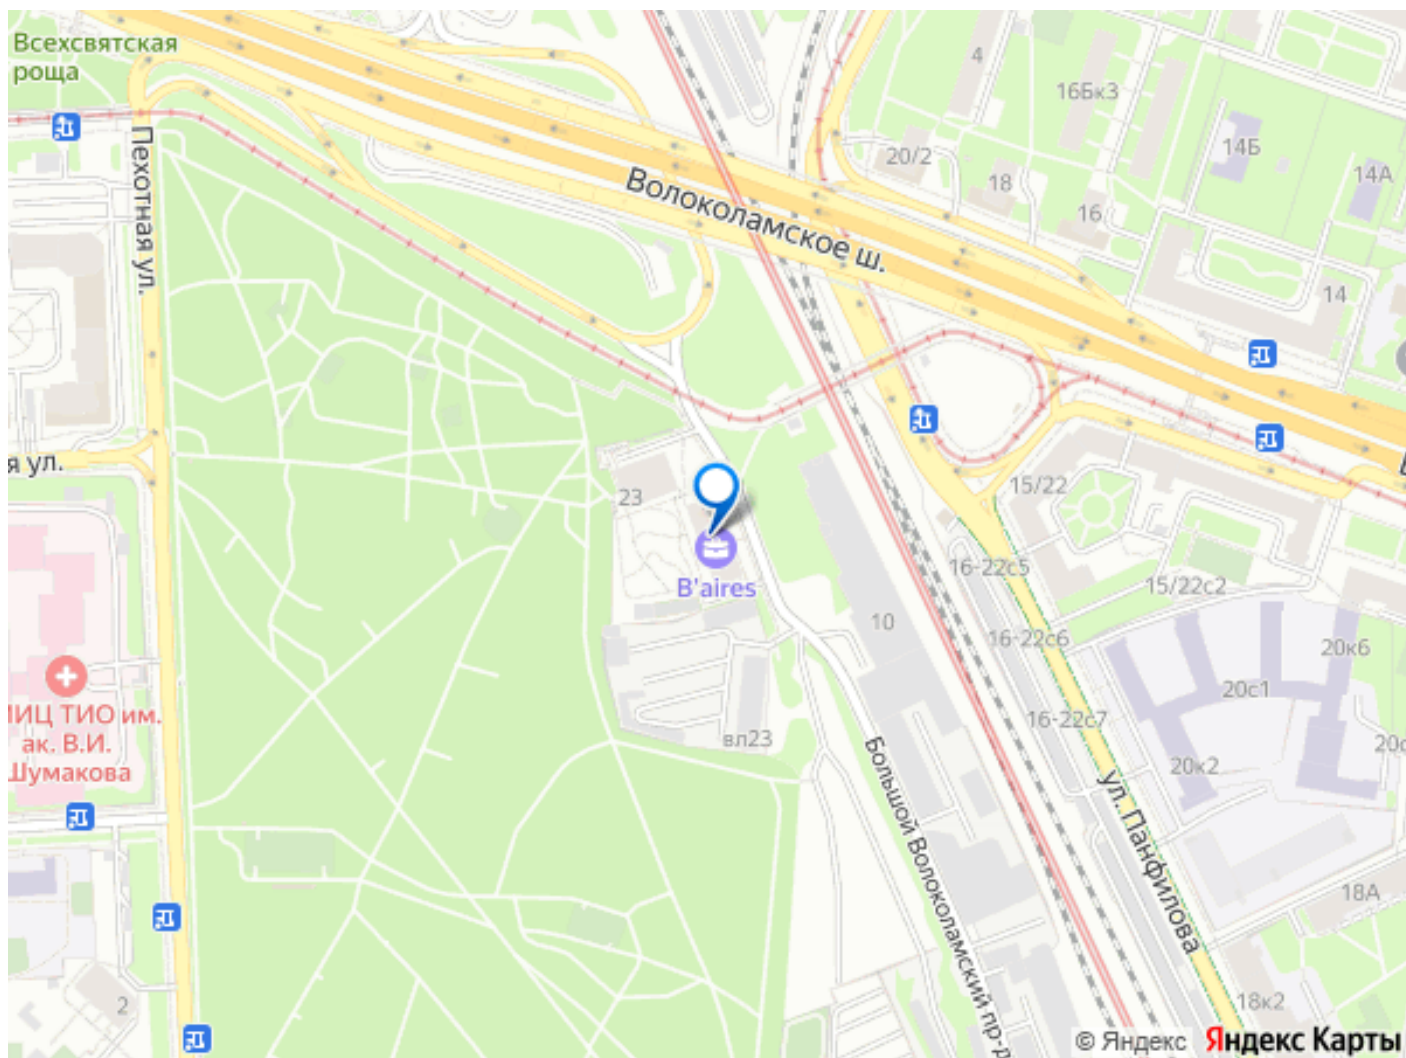 Всехсвятская
роща
4
16Бк3
14Б
14А
20/2
18
16
Пехотная ул.
Волоколамское ш.
14
я ул.
23
15/22
B'aires
16-22с5
15/22с2
10
16-22с6
20к6
20с1
ИЦ ТИО им.
ак. В.И.
Шумакова
16-22с7
вл23
20к2
Большой Волоколамский пр-д
ул. Панфилова
18А
2
18к2
© Яндекс
Яндекс Карты